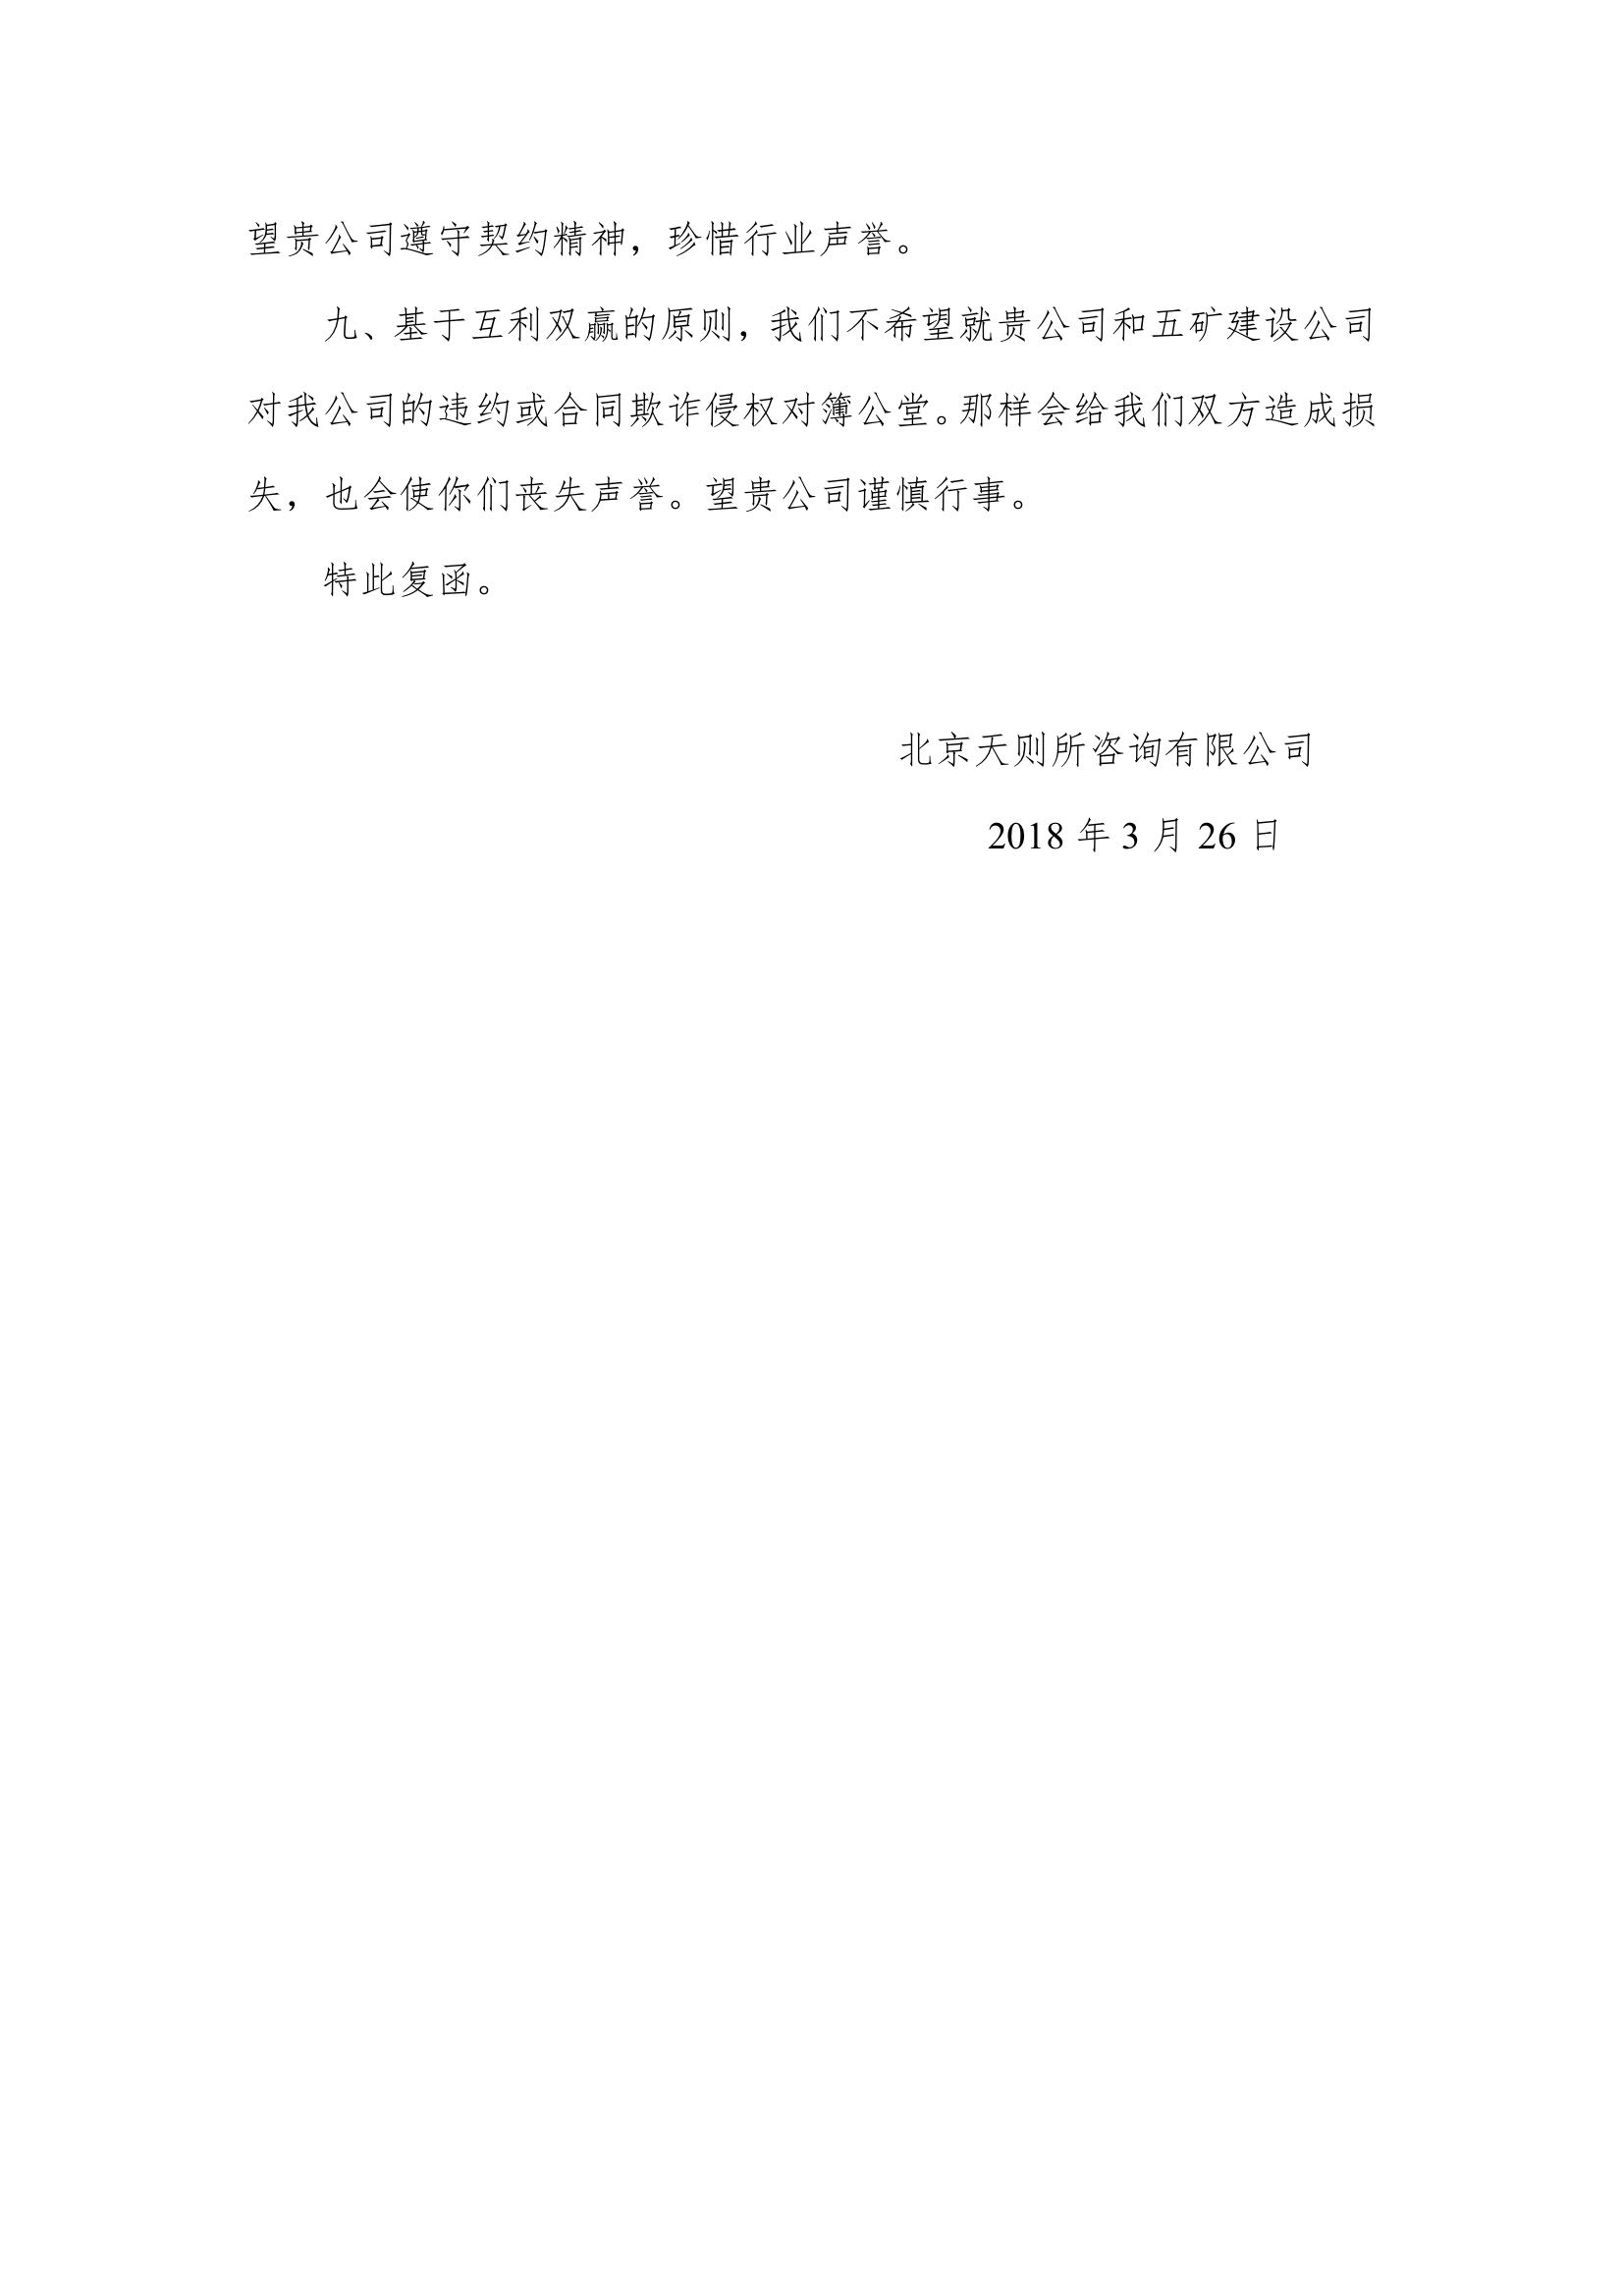 望贵公司遵守契约精神，珍惜行业声誉。
九、基于互利双赢的原则，我们不希望就贵公司和五矿建设公司
对我公司的违约或合同欺诈侵权对簿公堂。那样会给我们双方造成损
失，也会使你们丧失声誉。望贵公司谨慎行事。
特此复函。
北京天则所咨询有限公司
2018 年 3 月 26 日